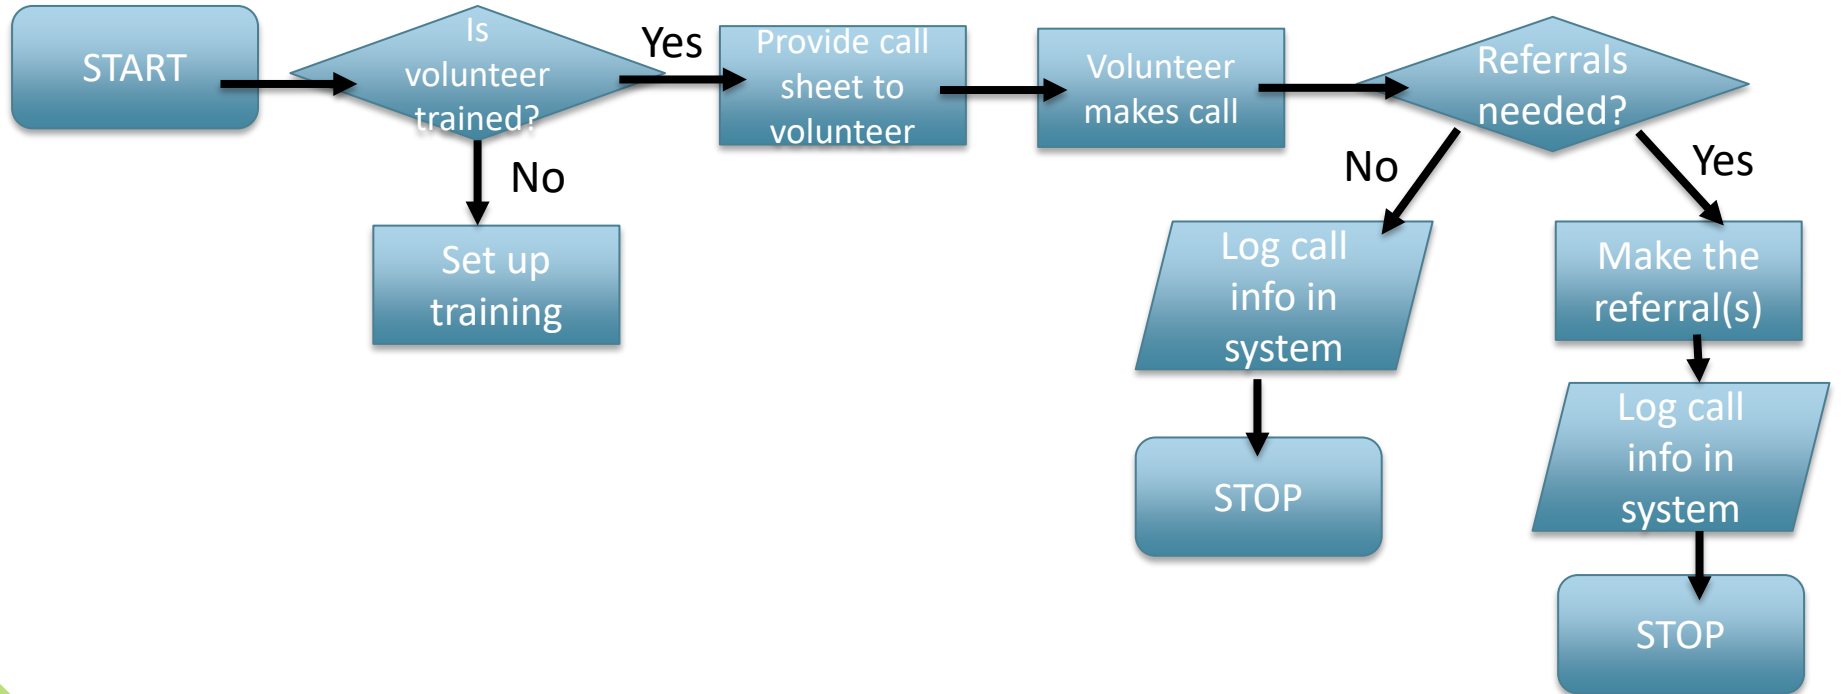 START
Is
volunteer
trained?
Yes
Provide call
sheet to
volunteer
Volunteer
makes call
Referrals
needed?
No
Set up
training
No
Yes
Log call
info in
system
STOP
Make the
referral(s)
Log call
info in
system
STOP